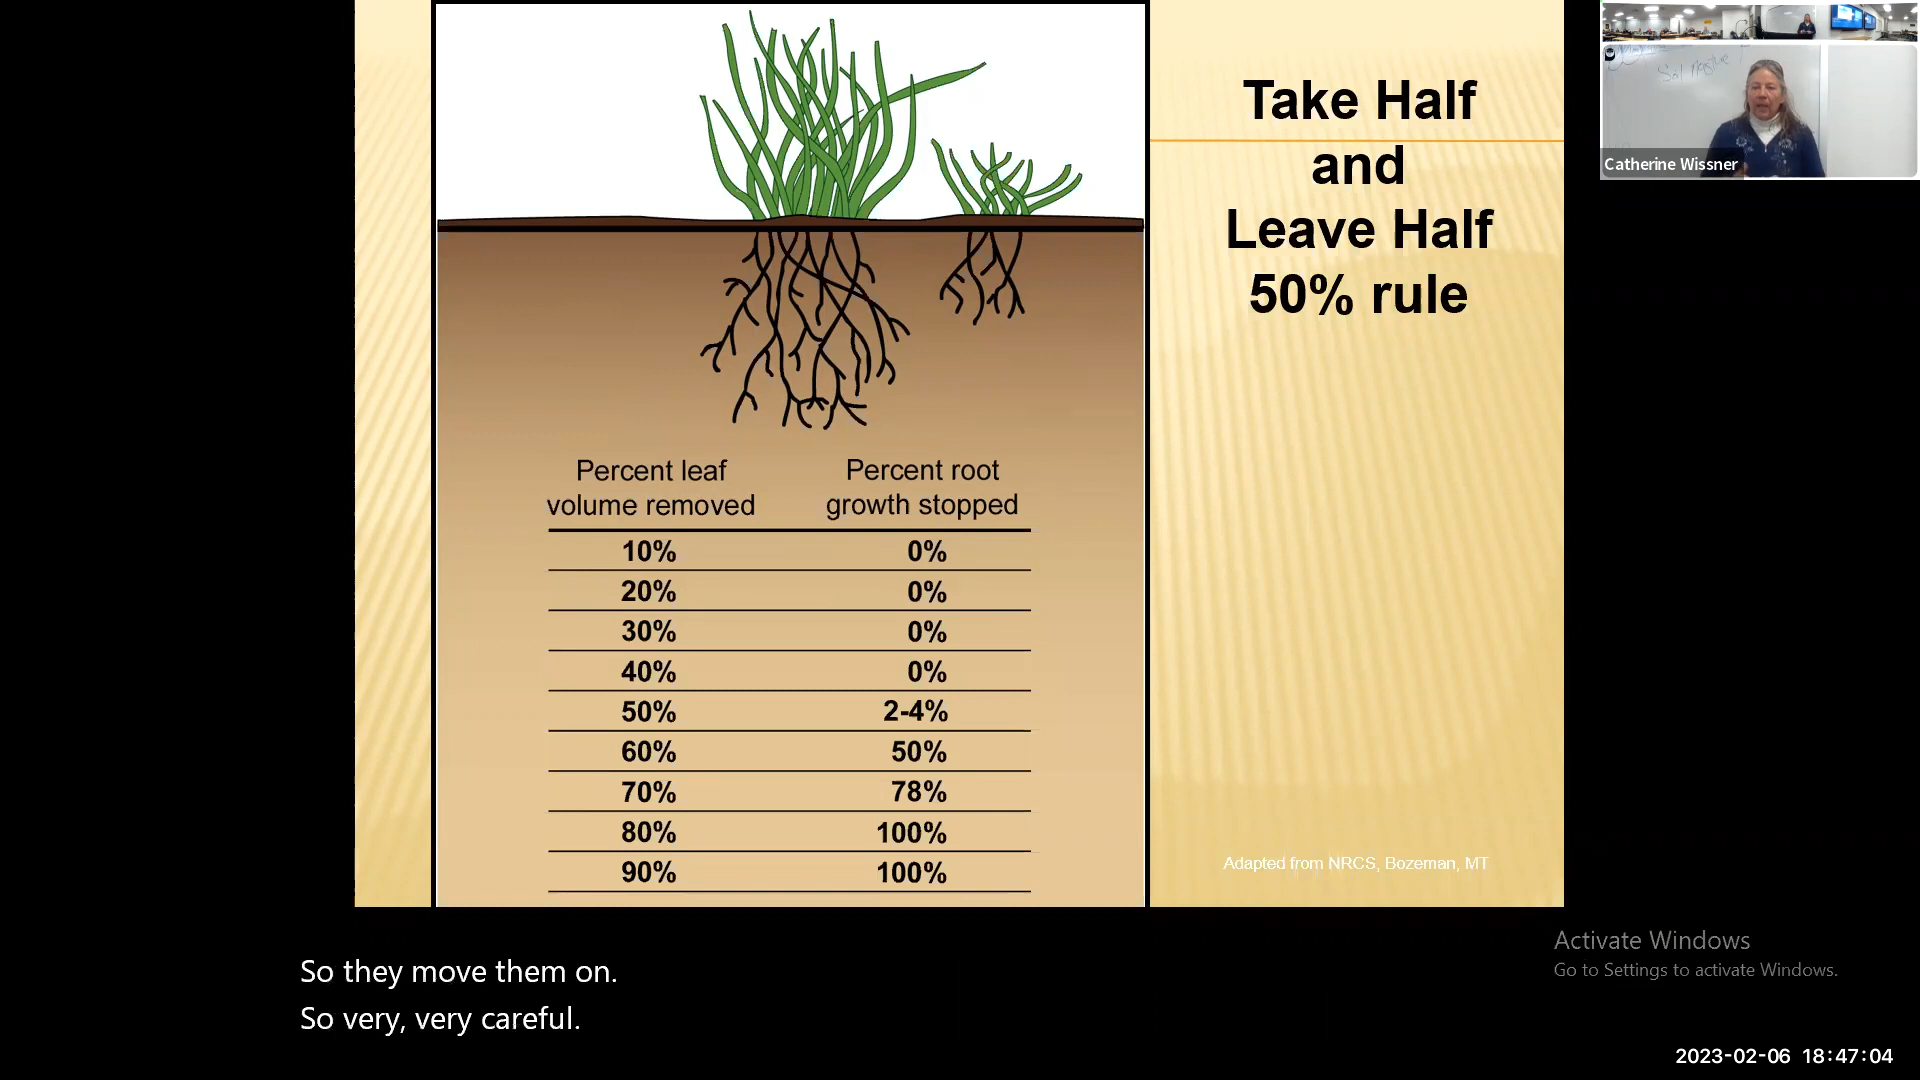 Take Half
and
Leave Half
50% rule
Percent leaf
volume removed
Percent root
growth stopped
10% 0%
20% 0%
30% 0%
40% 0%
50% 2-4%
60% 50%
70% 78%
80% 100%
90% 100%
Adapted from NRCS, Bozeman, MT
Catherine Wissner
So they move them on.
So very, very careful.
Activate Windows
Go to Settings to activate Windows.
2023-02-06 18:47:04